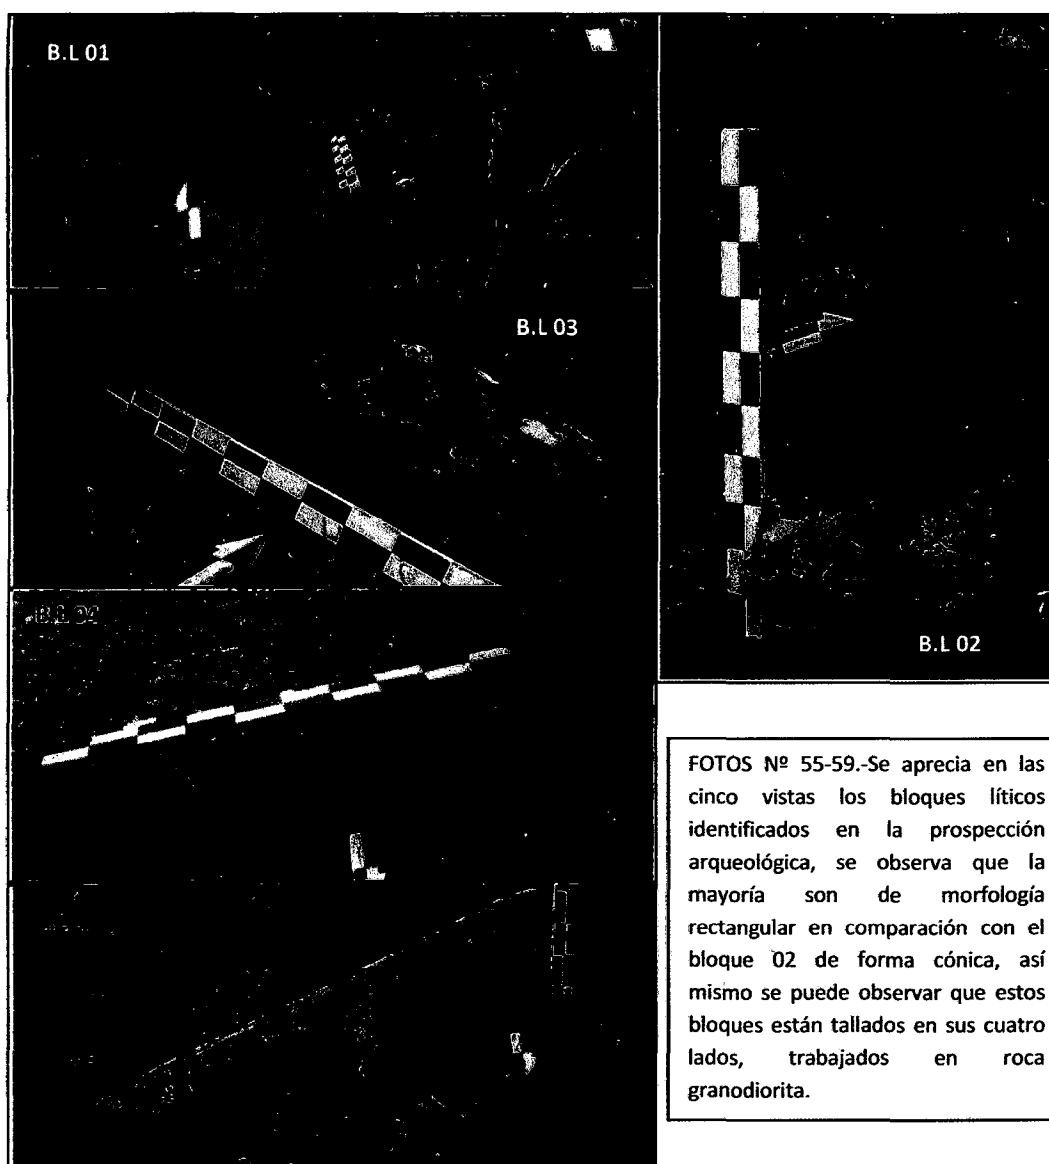 B.L 01
B.L 03
B.L 02
B.L 04
FOTOS Nº 55-59.-Se aprecia en las
cinco vistas los bloques líticos
identificados en la prospección
arqueológica, se observa que la
mayoría son de morfología
rectangular en comparación con el
bloque 02 de forma cónica, así
mismo se puede observar que estos
bloques están tallados en sus cuatro
lados, trabajados en roca
granodiorita.